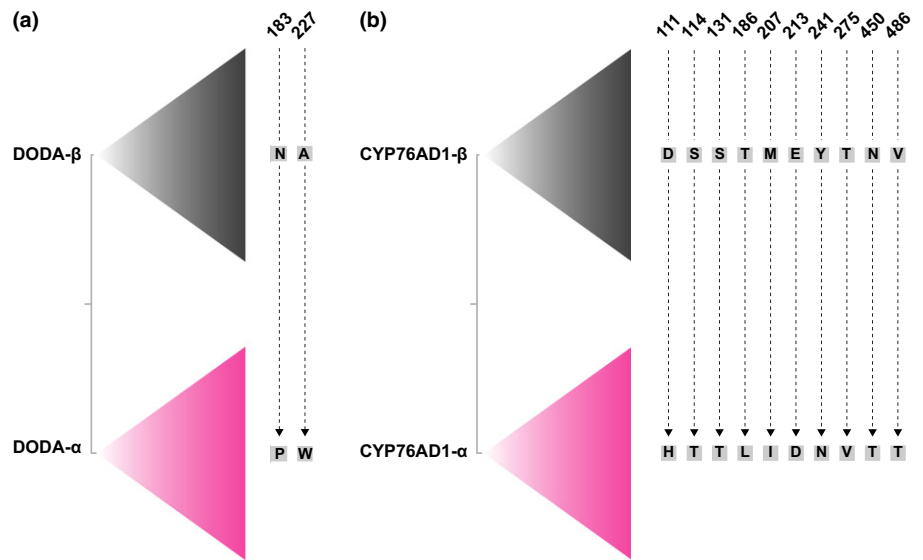 (a)
183 227
DODA-β N A
DODA-α P W
(b)
111 114 131 186 207 213 241 275 450 486
CYP76AD1-β D S S T M E Y T N V
CYP76AD1-α H T T L I D N V T T